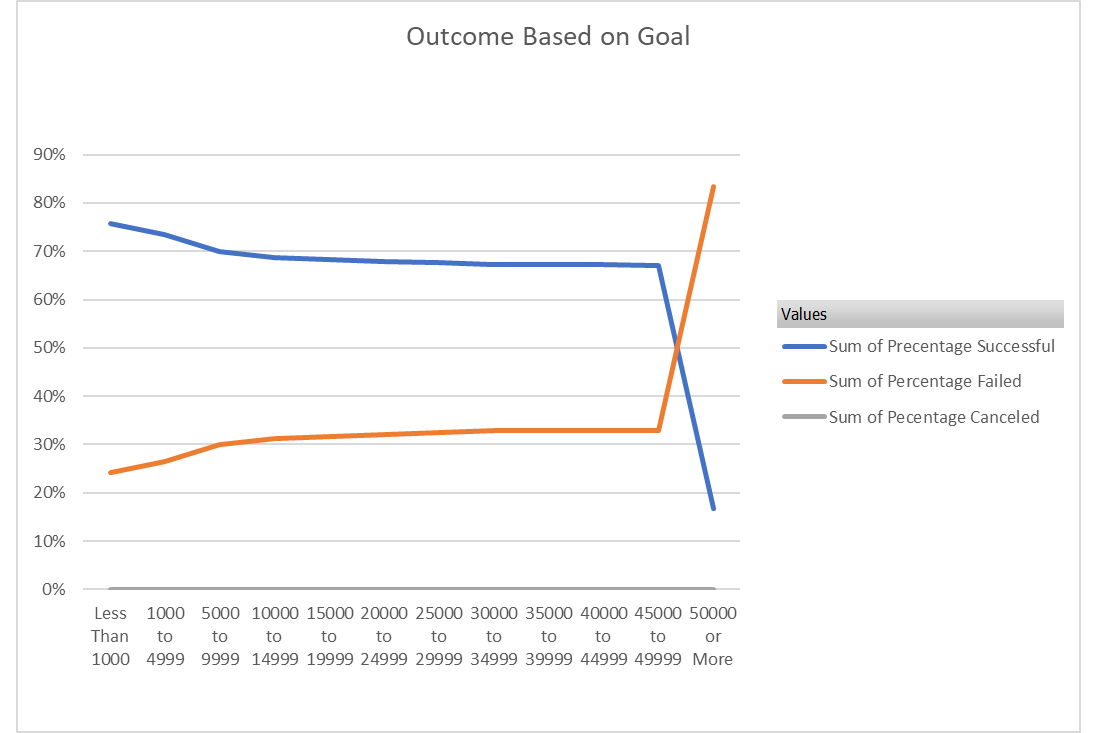 Outcome Based on Goal
90%
80%
70%
60%
50%
40%
30%
20%
10%
0%
Less Than 1000
1000 to 4999
5000 to 9999
10000 to 14999
15000 to 19999
20000 to 24999
25000 to 29999
30000 to 34999
35000 to 39999
40000 to 44999
45000 to 49999
50000 or More
Values
Sum of Precentage Successful
Sum of Percentage Failed
Sum of Pecentage Canceled